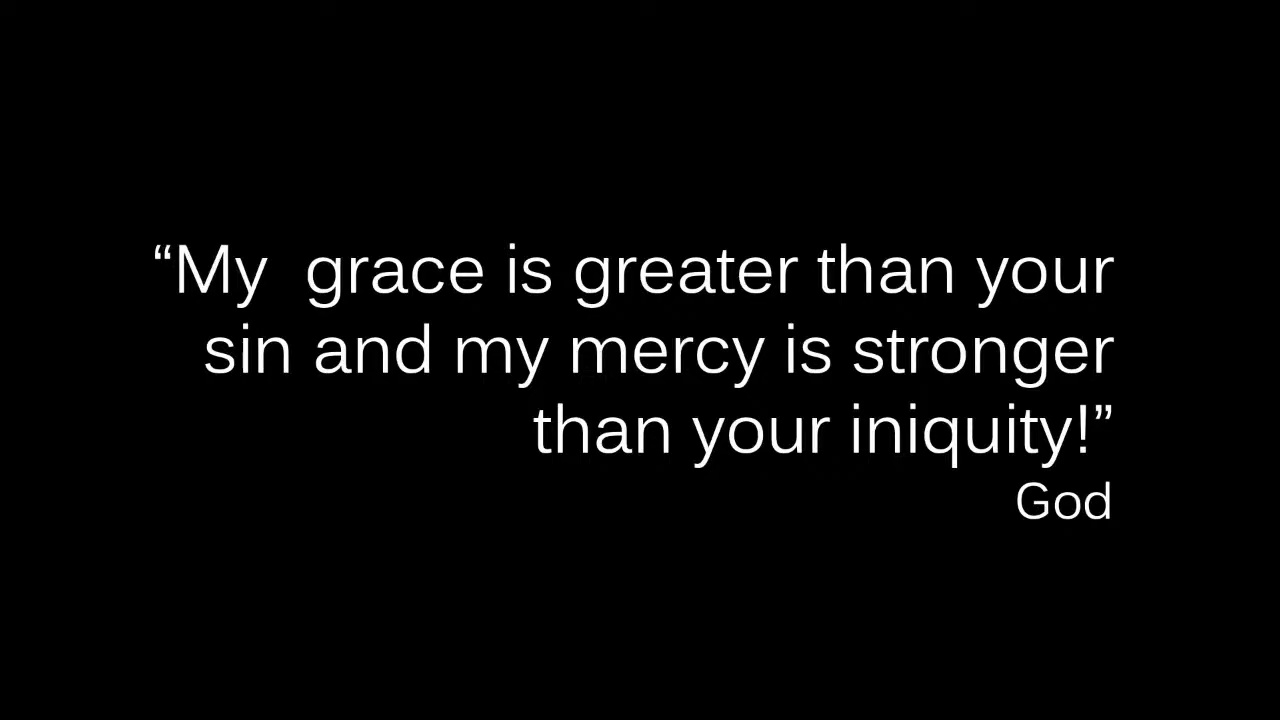 “My  grace is greater than your
sin and my mercy is stronger
than your iniquity!”
God